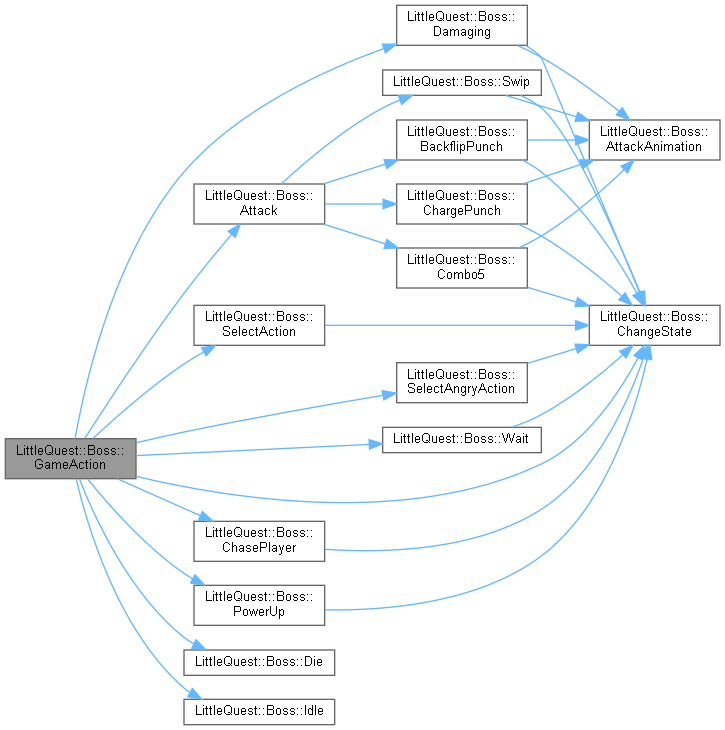 LittleQuest::Boss::
Damaging
LittleQuest::Boss::Swip
LittleQuest::Boss::
AttackAnimation
LittleQuest::Boss::
BackflipPunch
LittleQuest::Boss::
Attack
LittleQuest::Boss::
ChargePunch
LittleQuest::Boss::
Combo5
LittleQuest::Boss::
SelectAction
LittleQuest::Boss::
ChangeState
LittleQuest::Boss::
SelectAngryAction
LittleQuest::Boss::Wait
LittleQuest::Boss::
GameAction
LittleQuest::Boss::
ChasePlayer
LittleQuest::Boss::
PowerUp
LittleQuest::Boss::Die
LittleQuest::Boss::Idle